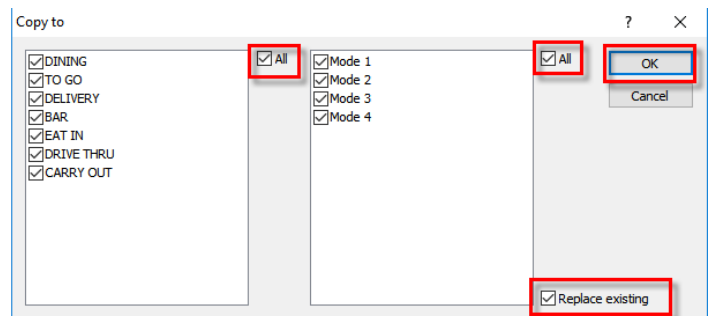 Copy to
DINING
TO GO
DELIVERY
BAR
EAT IN
DRIVE THRU
CARRY OUT
All
Mode 1
Mode 2
Mode 3
Mode 4
All
OK
Cancel
Replace existing